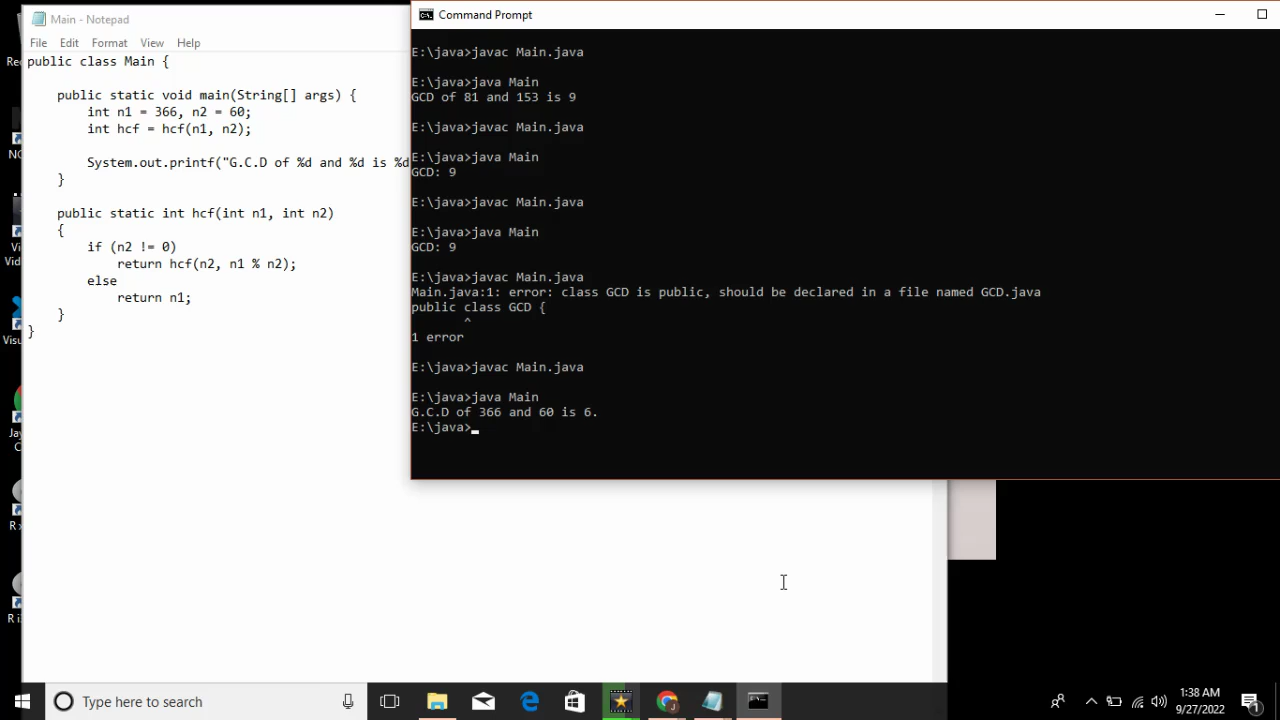 Main - Notepad
File Edit Format View Help
public class Main {
public static void main(String[] args) {
int n1 = 366, n2 = 60;
int hcf = hcf(n1, n2);
System.out.printf("G.C.D of %d and %d is %d
}
public static int hcf(int n1, int n2)
{
if (n2 != 0)
return hcf(n2, n1 % n2);
else
return n1;
}
}
Command Prompt
E:\java>javac Main.java
E:\java>java Main
GCD of 81 and 153 is 9
E:\java>javac Main.java
E:\java>java Main
GCD: 9
E:\java>javac Main.java
E:\java>java Main
GCD: 9
E:\java>javac Main.java
Main.java:1: error: class GCD is public, should be declared in a file named GCD.java
public class GCD {
^
1 error
E:\java>javac Main.java
E:\java>java Main
G.C.D of 366 and 60 is 6.
E:\java>
Type here to search
1:38 AM
9/27/2022